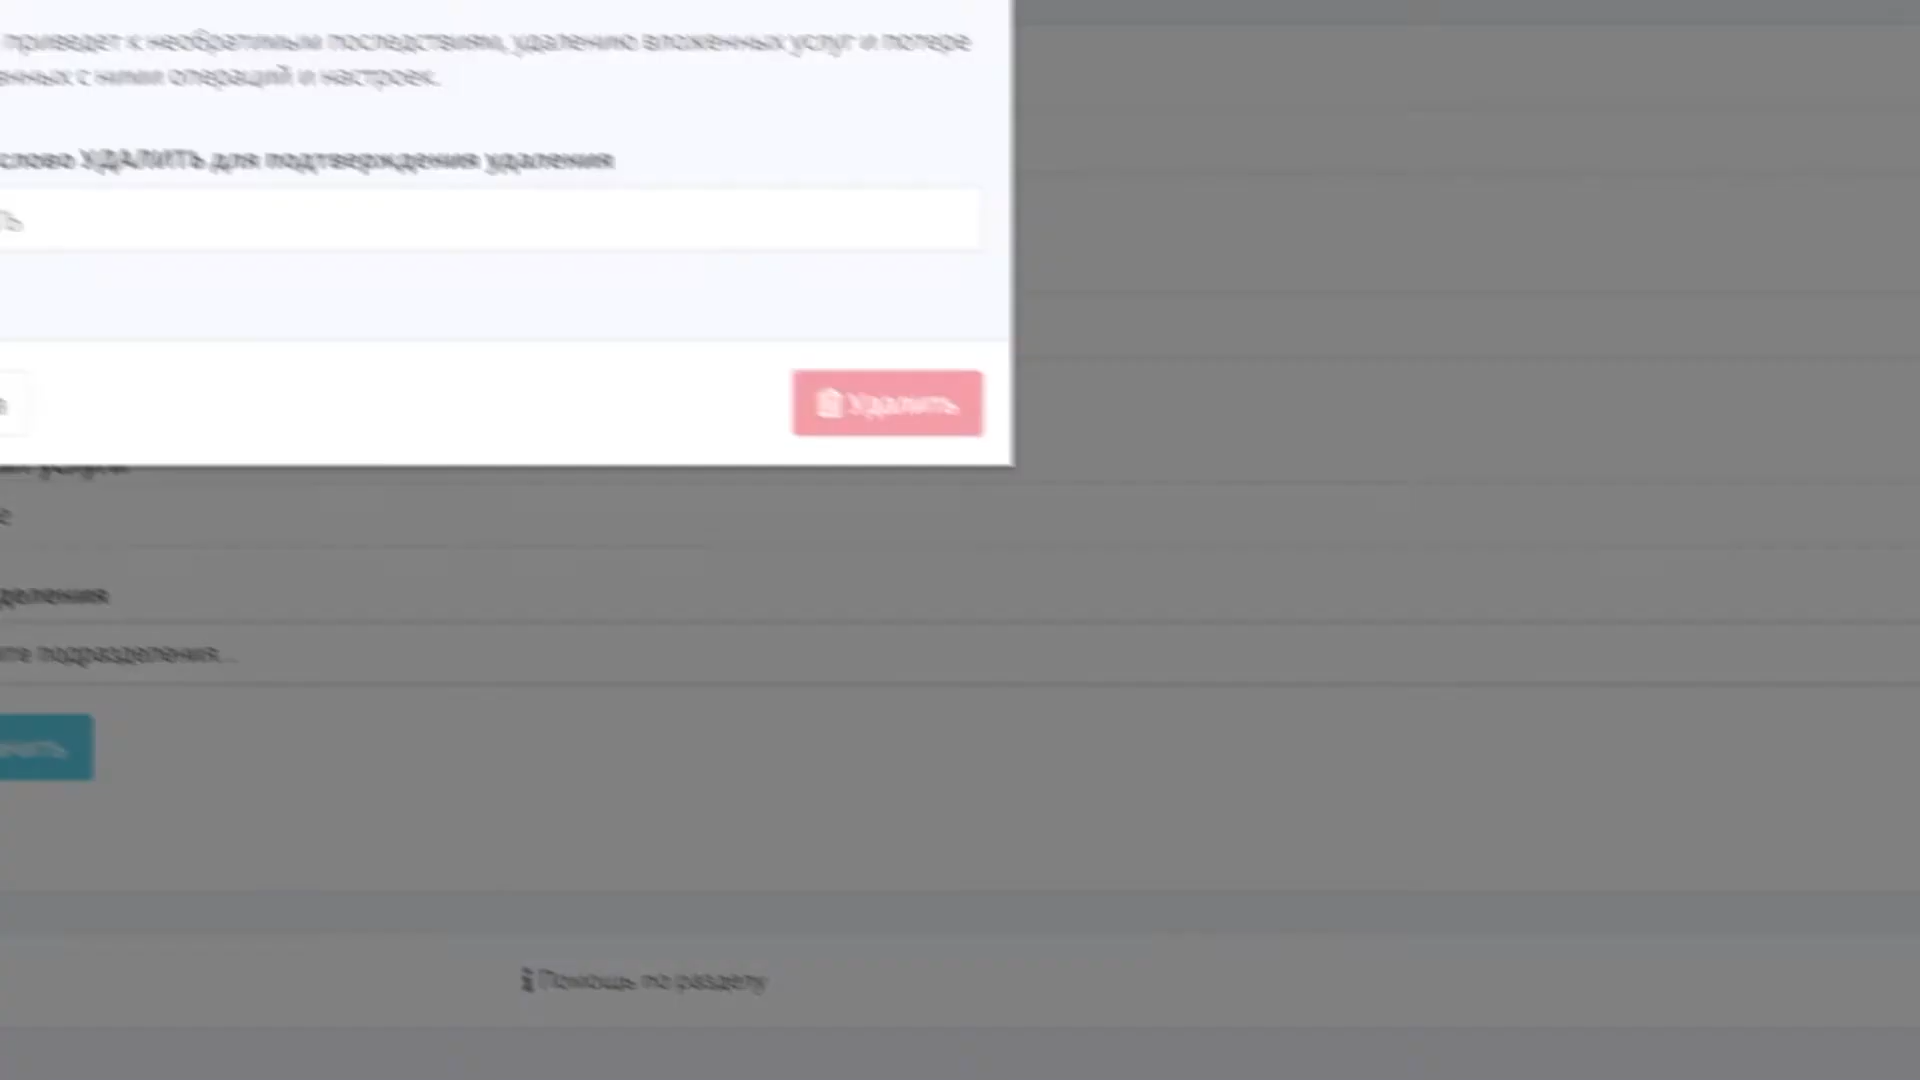 приведет к необратимым последствиям, удалению вложенных услуг и потере
с ними операций и настроек.
слово УДАЛИТЬ для подтверждения удаления
Удалить
подразделения...
Помощь по разделу